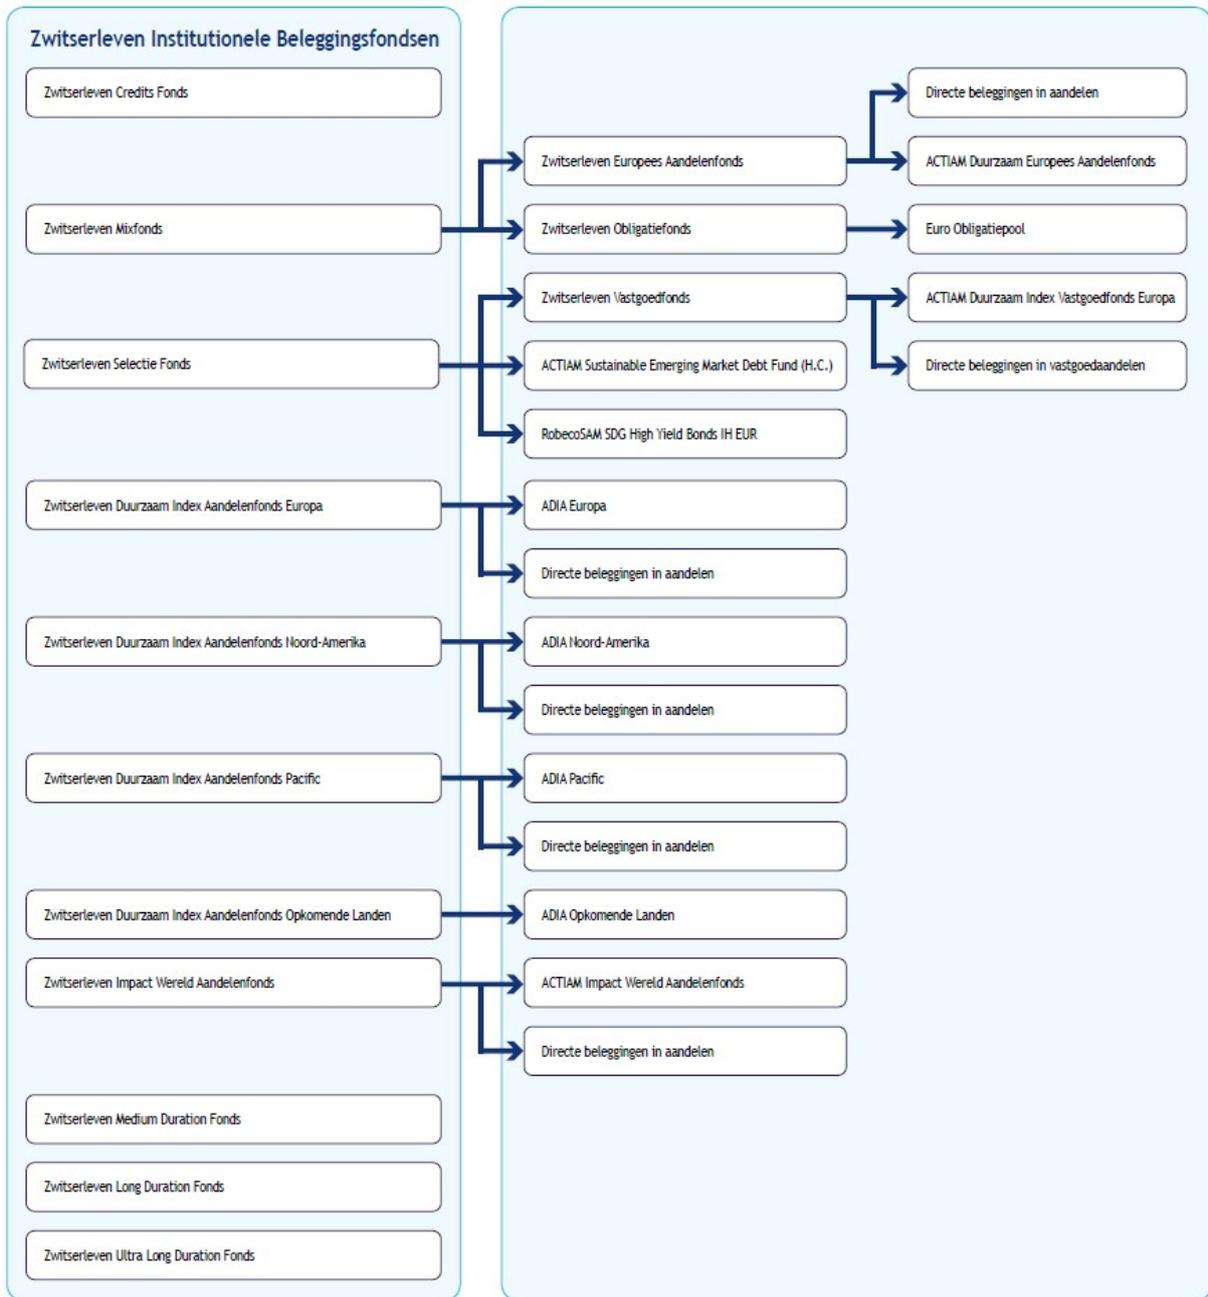 Zwitserleven Institutionele Beleggingsfondsen
Zwitserleven Credits Fonds
Directe beleggingen in aandelen
Zwitserleven Europees Aandelenfonds
ACTIAM Duurzaam Europees Aandelenfonds
Zwitserleven Mixfonds
Zwitserleven Obligatiefonds
Euro Obligatiepool
Zwitserleven Vastgoedfonds
ACTIAM Duurzaam Index Vastgoedfonds Europa
Zwitserleven Selectie Fonds
ACTIAM Sustainable Emerging Market Debt Fund (H.C.)
Directe beleggingen in vastgoedaandelen
RobecoSAM SDG High Yield Bonds IH EUR
Zwitserleven Duurzaam Index Aandelenfonds Europa
ADIA Europa
Directe beleggingen in aandelen
Zwitserleven Duurzaam Index Aandelenfonds Noord-Amerika
ADIA Noord-Amerika
Directe beleggingen in aandelen
Zwitserleven Duurzaam Index Aandelenfonds Pacific
ADIA Pacific
Directe beleggingen in aandelen
Zwitserleven Duurzaam Index Aandelenfonds Opkomende Landen
ADIA Opkomende Landen
Zwitserleven Impact Wereld Aandelenfonds
ACTIAM Impact Wereld Aandelenfonds
Directe beleggingen in aandelen
Zwitserleven Medium Duration Fonds
Zwitserleven Long Duration Fonds
Zwitserleven Ultra Long Duration Fonds